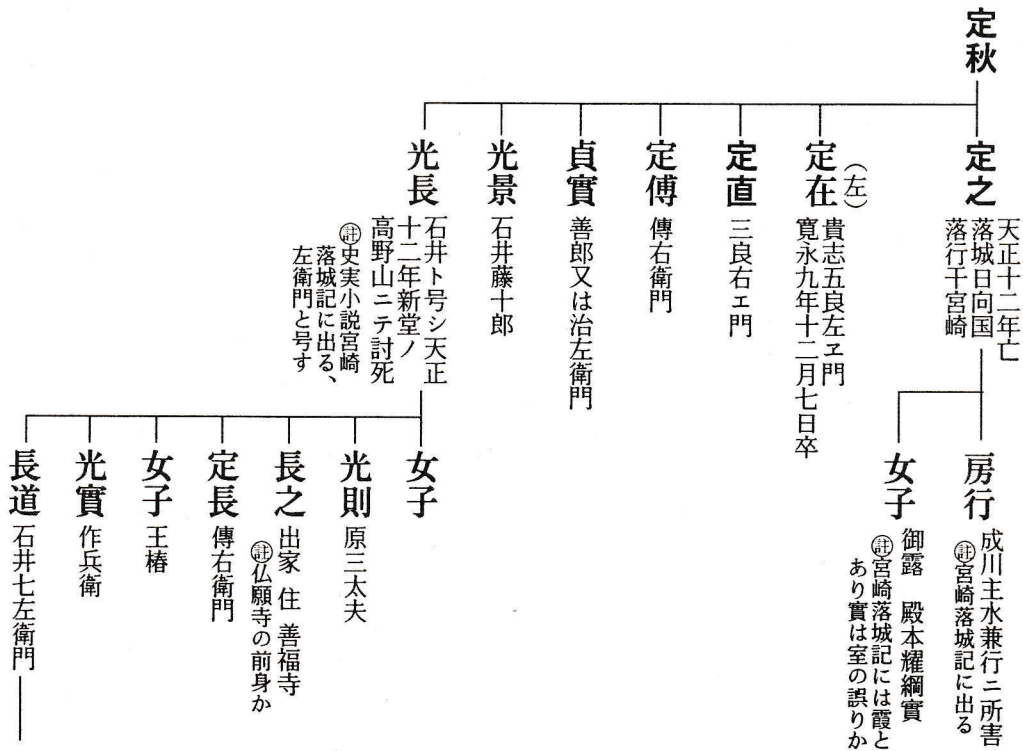 定秋
定之
天正十二年亡
落城日向国
落行干宮崎
定在
(左)
貴志五良左ヱ門
寛永九年十二月七日卒
定直
三良右エ門
定傅
傳右衛門
貞實
善郎又は治左衛門
光景
石井藤十郎
光長
石井ト号シ天正
十二年新堂ノ
高野山ニテ討死
㊟史実小説宮崎
落城記に出る、
左衛門と号す
房行
成川主水兼行ニ所害
㊟宮崎落城記に出る
女子
御露 殿本耀綱實
㊟宮崎落城記には霞と
あり實は室の誤りか
女子
光則
原三太夫
長之
出家 住 善福寺
㊟仏願寺の前身か
定長
傳右衛門
女子
王椿
光實
作兵衛
長道
石井七左衛門